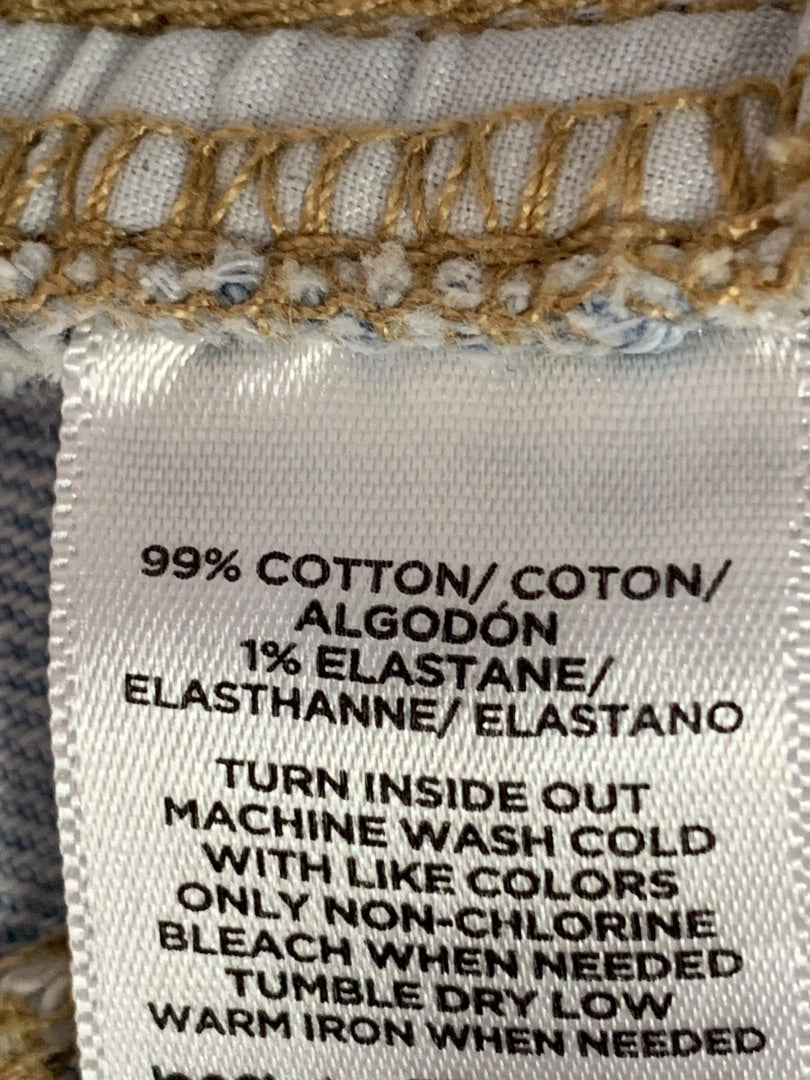 99% COTTON/ COTON/
ALGODÓN
1% ELASTANE/
ELASTHANNE/ ELASTANO
TURN INSIDE OUT
MACHINE WASH COLD
WITH LIKE COLORS
ONLY NON-CHLORINE
BLEACH WHEN NEEDED
TUMBLE DRY LOW
WARM IRON WHEN NEEDED